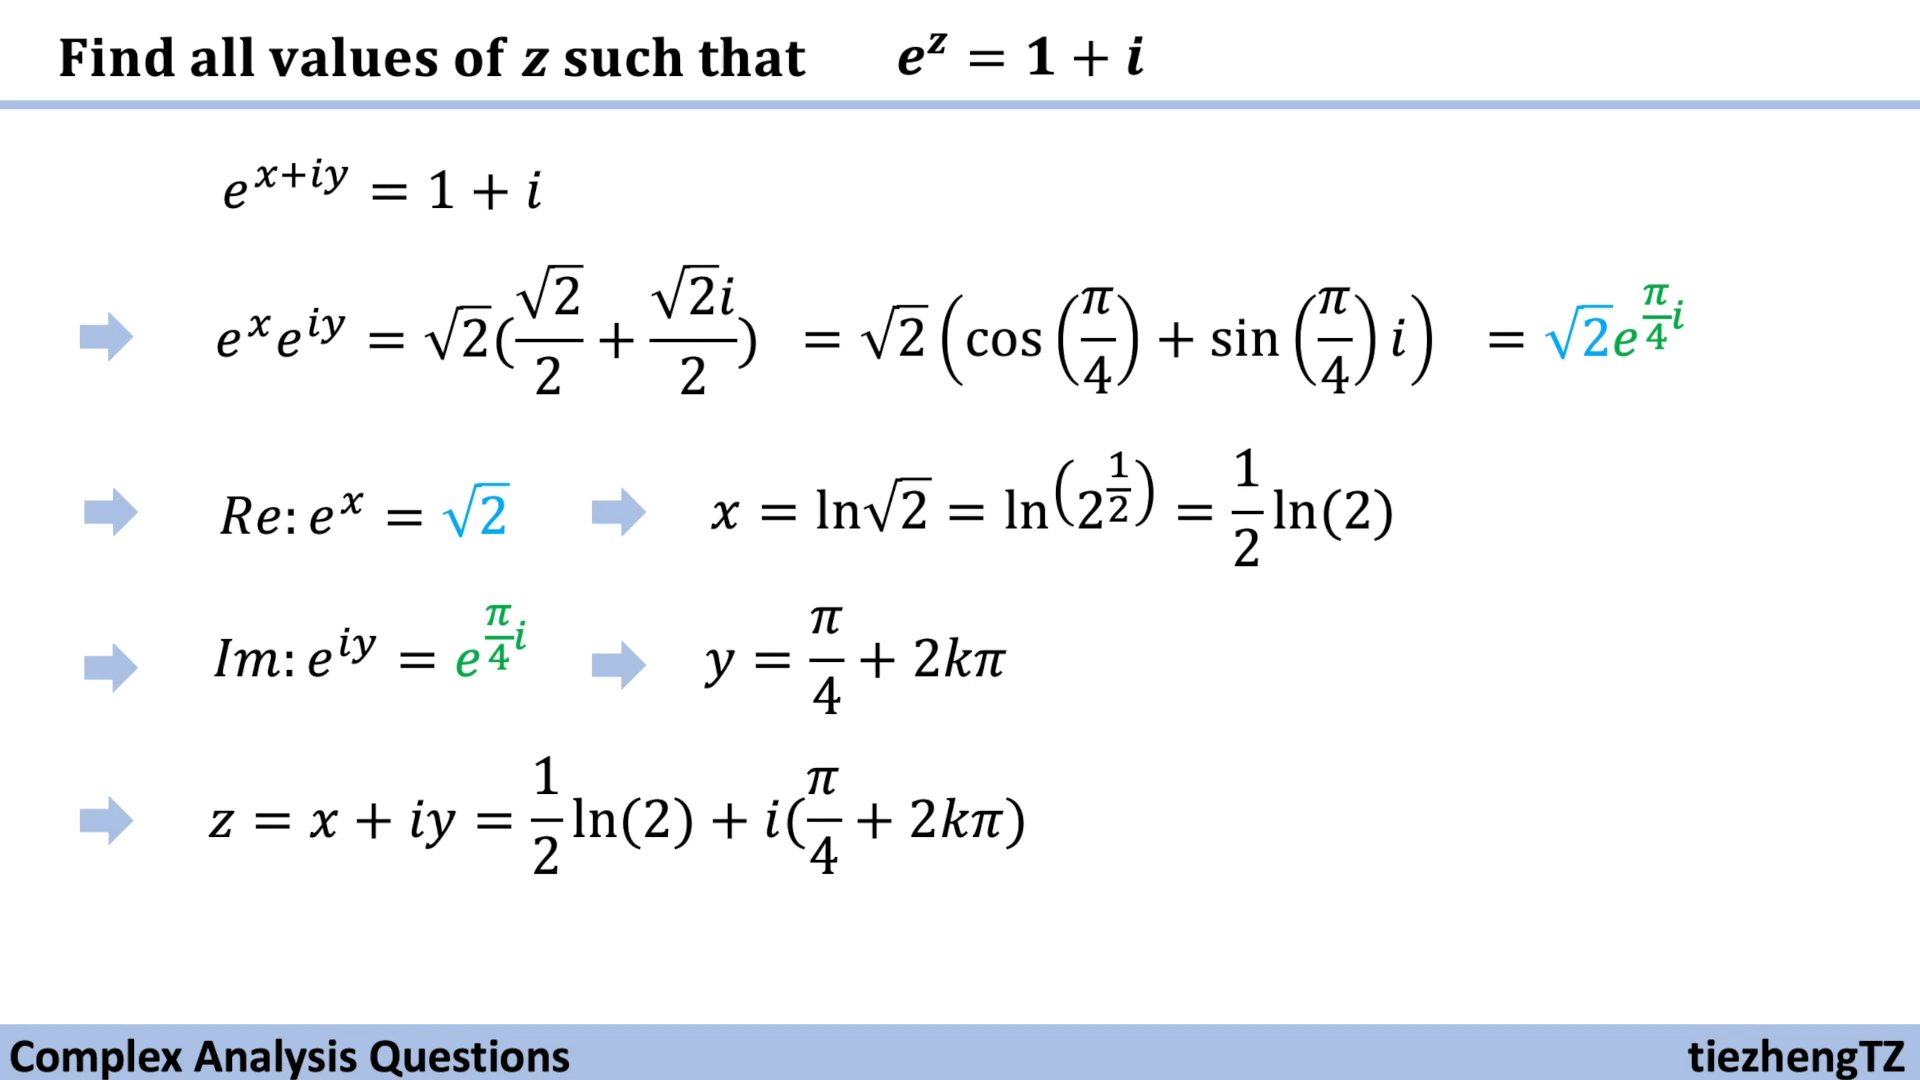 Find all values of z such that e^z = 1 + i
e^{x+iy} = 1 + i
e^x e^{iy} = √2(√2/2 + √2i/2) = √2(cos(π/4) + sin(π/4)i) = √2e^{π/4 i}
Re: e^x = √2 x = ln√2 = ln(2^{1/2}) = 1/2 ln(2)
Im: e^{iy} = e^{π/4 i} y = π/4 + 2kπ
z = x + iy = 1/2 ln(2) + i(π/4 + 2kπ)
Complex Analysis Questions tiezhengTZ